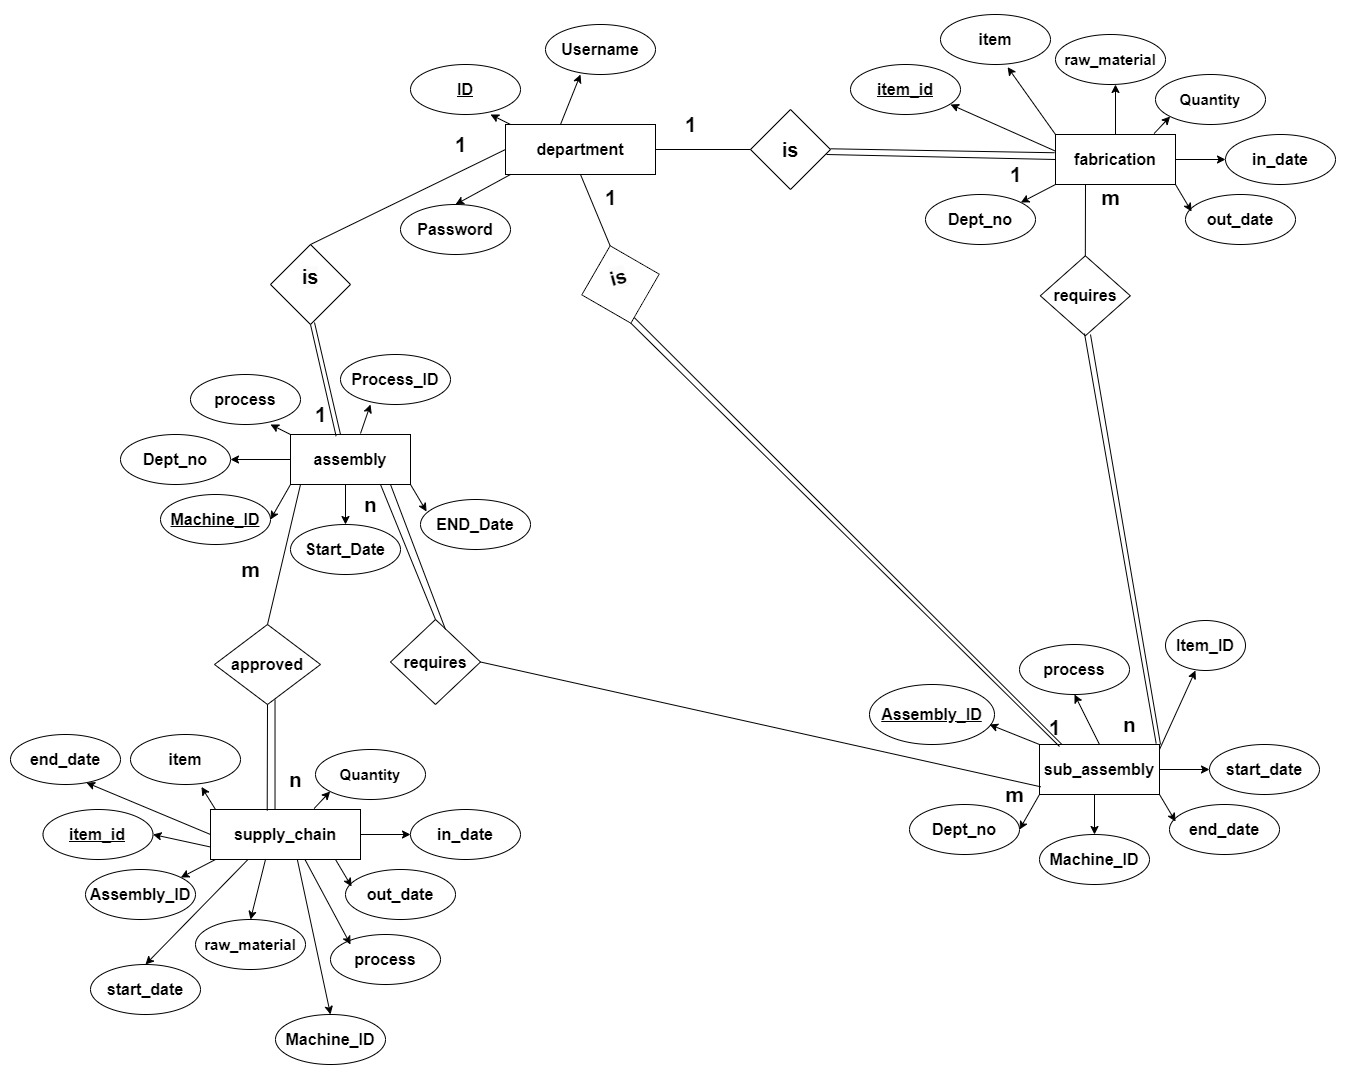 Username
item
raw_material
ID
item_id
Quantity
1
1
department
is
fabrication
in_date
1
m
1
Password
Dept_no
out_date
is
is
requires
Process_ID
process
1
assembly
Dept_no
n
Machine_ID
END_Date
Start_Date
m
Item_ID
approved
requires
process
Assembly_ID
1
n
end_date
item
Quantity
n
sub_assembly
start_date
m
item_id
supply_chain
in_date
Dept_no
end_date
Machine_ID
Assembly_ID
out_date
raw_material
process
start_date
Machine_ID